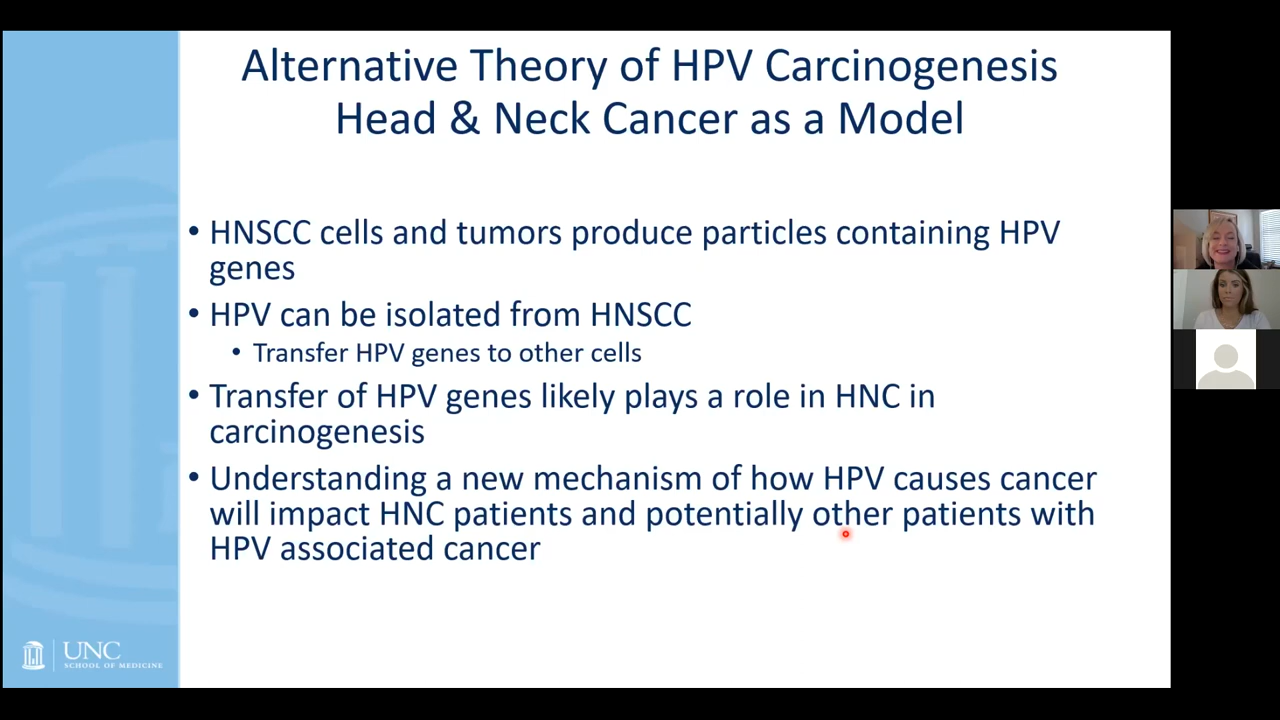 Alternative Theory of HPV Carcinogenesis
Head & Neck Cancer as a Model
• HNSCC cells and tumors produce particles containing HPV
genes
• HPV can be isolated from HNSCC
• Transfer HPV genes to other cells
• Transfer of HPV genes likely plays a role in HNC in
carcinogenesis
• Understanding a new mechanism of how HPV causes cancer
will impact HNC patients and potentially other patients with
HPV associated cancer
UNC
SCHOOL OF MEDICINE